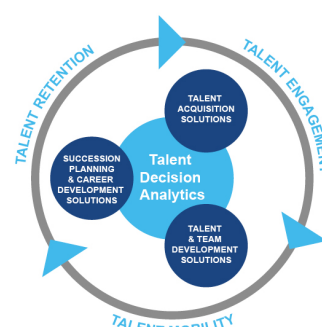 TALENT RETENTION
TALENT ENGAGEMENT
TALENT
ACQUISITION
SOLUTIONS
SUCCESSION
PLANNING
& CAREER
DEVELOPMENT
SOLUTIONS
Talent
Decision
Analytics
TALENT
& TEAM
DEVELOPMENT
SOLUTIONS
TALENT MOBILITY